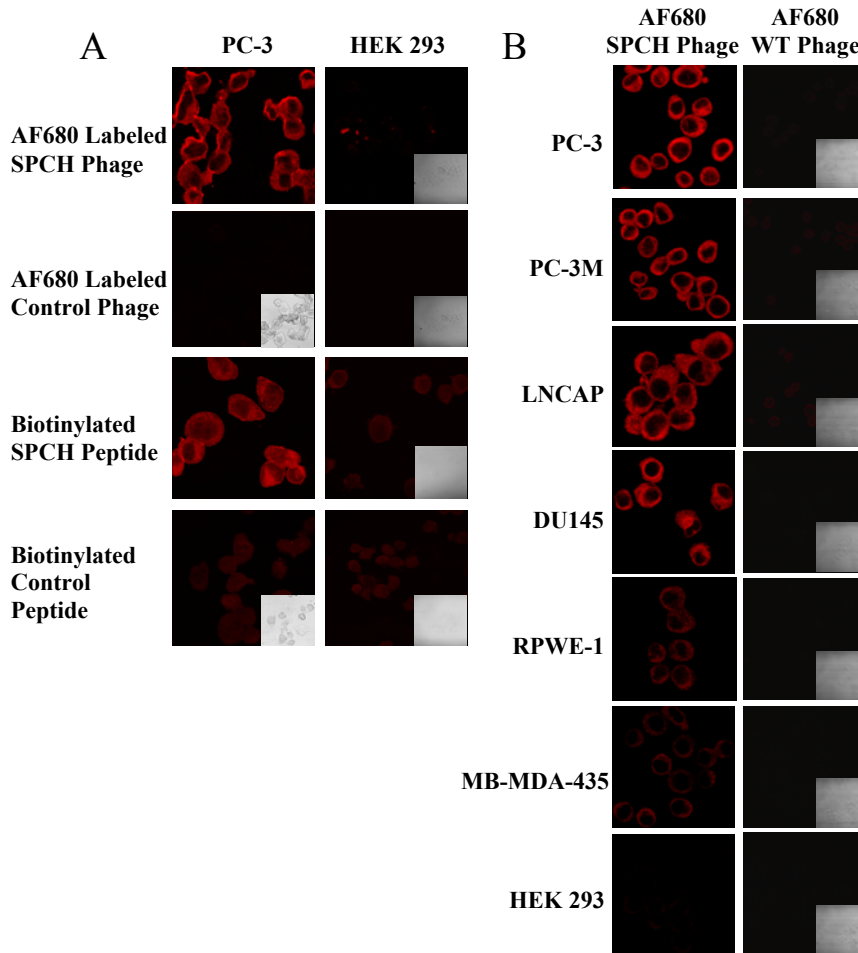 A
PC-3
HEK 293
AF680 Labeled
SPCH Phage
AF680 Labeled
Control Phage
Biotinylated
SPCH Peptide
Biotinylated
Control
Peptide
B
AF680
SPCH Phage
AF680
WT Phage
PC-3
PC-3M
LNCAP
DU145
RPWE-1
MB-MDA-435
HEK 293